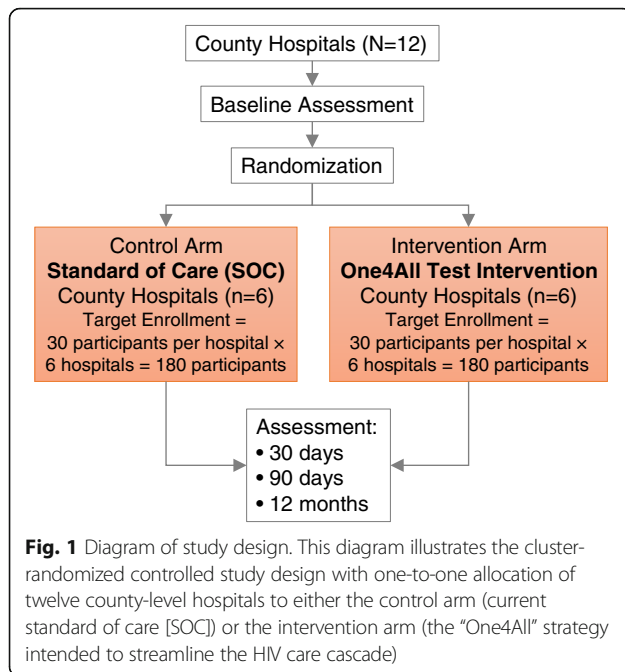 County Hospitals (N=12)
Baseline Assessment
Randomization
Control Arm
Standard of Care (SOC)
County Hospitals (n=6)
Target Enrollment =
30 participants per hospital ×
6 hospitals = 180 participants
Intervention Arm
One4All Test Intervention
County Hospitals (n=6)
Target Enrollment =
30 participants per hospital ×
6 hospitals = 180 participants
Assessment:
• 30 days
• 90 days
• 12 months
Fig. 1 Diagram of study design. This diagram illustrates the cluster-
randomized controlled study design with one-to-one allocation of
twelve county-level hospitals to either the control arm (current
standard of care [SOC]) or the intervention arm (the “One4All” strategy
intended to streamline the HIV care cascade)